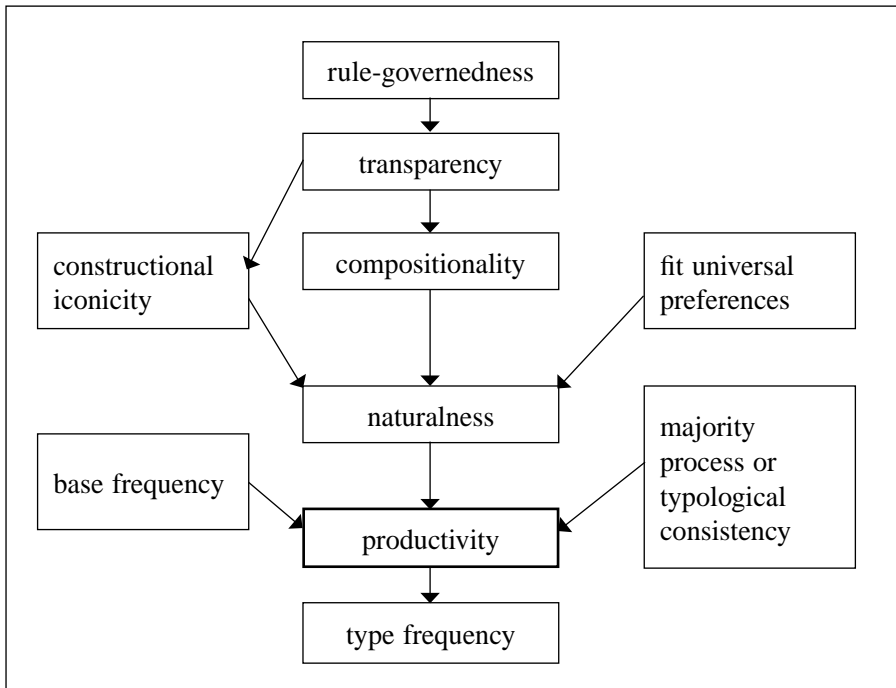 rule-governedness
transparency
constructional
iconicity
compositionality
fit universal
preferences
naturalness
base frequency
majority
process or
typological
consistency
productivity
type frequency